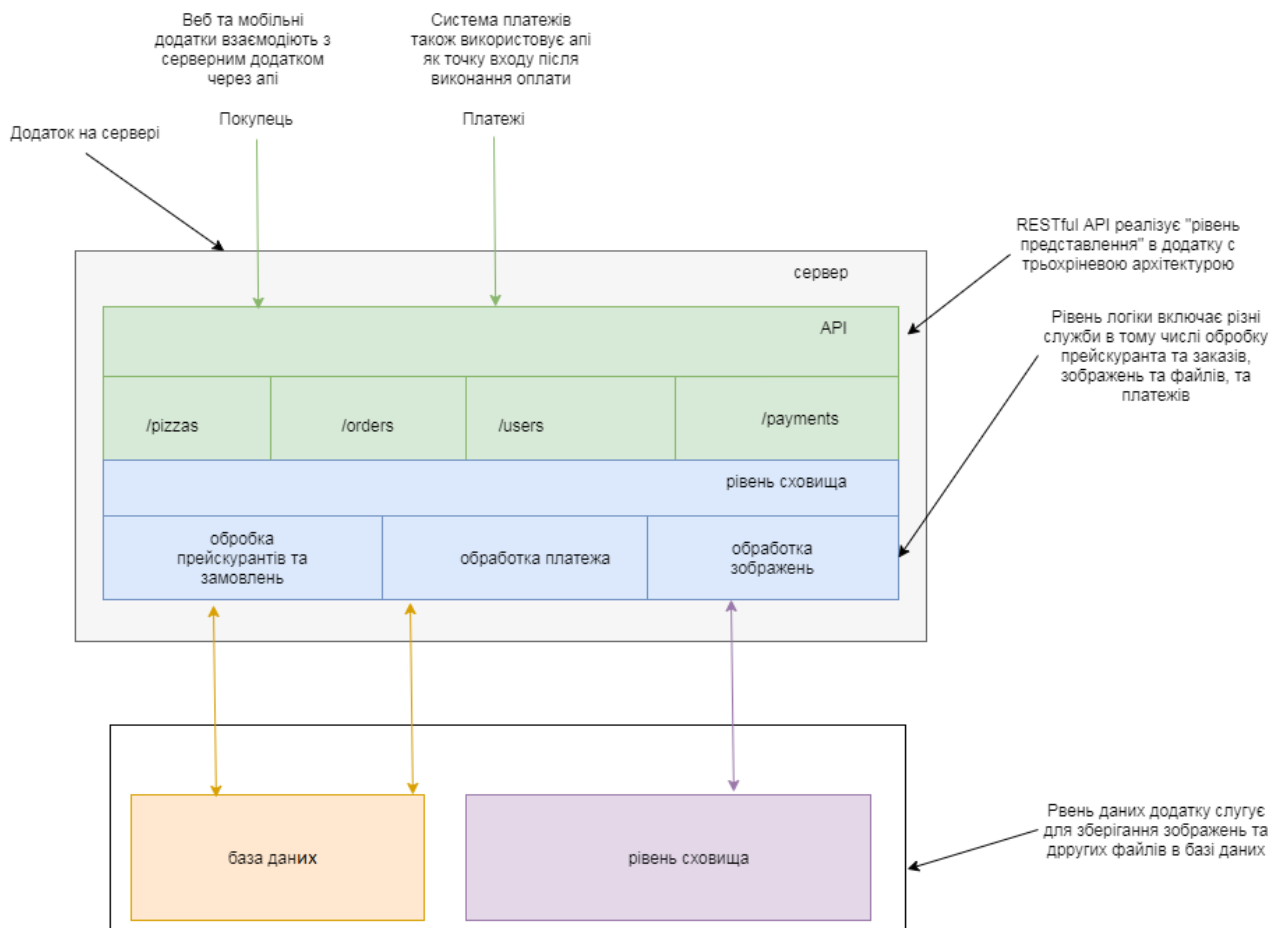 Веб та мобільні
додатки взаємодіють з
серверним додатком
через апі
Система платежів
також використовує апі
як точку входу після
виконання оплати
Покупець
Платежі
Додаток на сервері
RESTful API реалізує "рівень
представлення" в додатку с
трьохріневою архітектурою
сервер
API
Рівень логіки включає різні
служби в тому числі обробку
прейскуранта та заказів,
зображень та файлів, та
платежів
/pizzas
/orders
/users
/payments
рівень сховища
обробка
прейскурантів та
замовлень
обработка платежа
обработка
зображень
база даних
рівень сховища
Рвень даних додатку слугує
для зберігання зображень та
дрругих файлів в базі даних